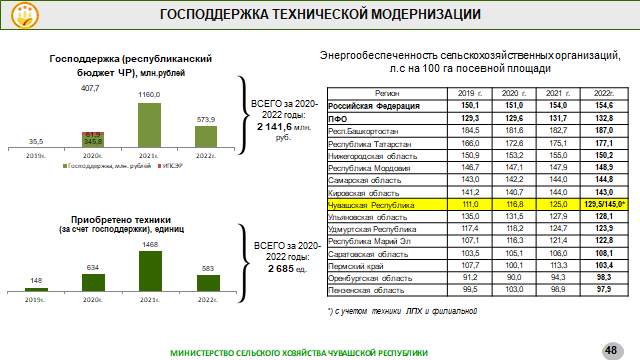 ГОСПОДДЕРЖКА ТЕХНИЧЕСКОЙ МОДЕРНИЗАЦИИ
Господдержка (республиканский
бюджет ЧР), млн.рублей
407,7
1160,0
573,9
35,5
61,9
345,8
2019г.
2020г.
2021г.
2022г.
Господдержка, млн. рублей
ИПСЭР
ВСЕГО за 2020-
2022 годы:
2 141,6 млн.
руб.
Приобретено техники
(за счет господдержки), единиц
148
634
1468
583
2019г.
2020г.
2021г.
2022г.
ВСЕГО за 2020-
2022 годы:
2 685 ед.
Энергообеспеченность сельскохозяйственных организаций,
л.с на 100 га посевной площади
Регион 2019 г. 2020 г. 2021 г. 2022г.
Российская Федерация 150,1 151,0 154,0 154,6
ПФО 129,3 129,6 131,7 132,8
Респ.Башкортостан 184,5 181,6 182,7 187,0
Республика Татарстан 166,0 172,6 175,1 177,1
Нижегородская область 150,9 153,2 155,0 150,2
Республика Мордовия 146,7 147,1 147,9 148,9
Самарская область 143,0 142,2 144,0 144,8
Кировская область 141,2 140,7 144,0 143,0
Чувашская Республика 111,0 116,8 125,0 129,5/145,0*
Ульяновская область 135,0 131,5 127,9 128,1
Удмуртская Республика 117,4 118,2 124,7 123,9
Республика Марий Эл 107,1 116,3 121,4 122,8
Саратовская область 103,5 105,1 106,0 108,1
Пермский край 107,7 100,1 113,3 103,4
Оренбургская область 91,2 90,0 94,3 98,3
Пензенская область 99,5 103,0 98,9 97,9
*) с учетом техники ЛПХ и филиальной
МИНИСТЕРСТВО СЕЛЬСКОГО ХОЗЯЙСТВА ЧУВАШСКОЙ РЕСПУБЛИКИ
48